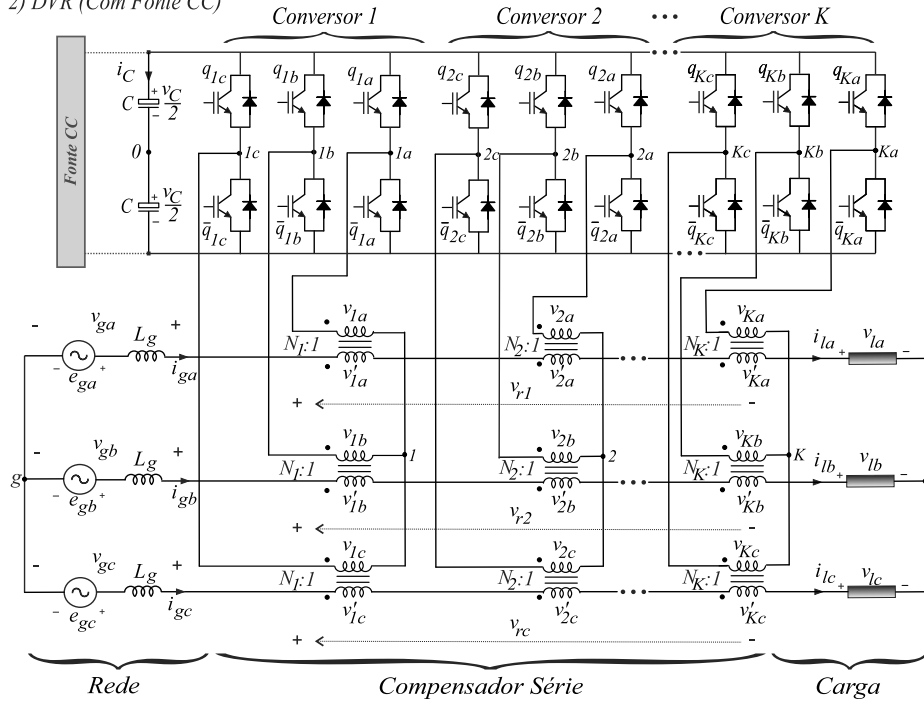 2) DVR (Com Fonte CC)
Conversor 1
Conversor 2
Conversor K
Fonte CC
i_C
C
+ v_C/2 -
0
C
+ v_C/2 -
q_1c q_1b q_1a q_2c q_2b q_2a q_Kc q_Kb q_Ka
1c 1b 1a 2c 2b 2a Kc Kb Ka
q̅_1c q̅_1b q̅_1a q̅_2c q̅_2b q̅_2a q̅_Kc q̅_Kb q̅_Ka
- v_ga + L_g
v_1a v_2a v_Ka
N_1:1 N_2:1 N_K:1
- e_ga + i_ga
v'_1a v'_2a v'_Ka
i_la + v_la -
+ v_r1 -
- v_gb + L_g
v_1b v_2b v_Kb
1 2 K
g
N_1:1 N_2:1 N_K:1
- e_gb + i_gb
v'_1b v'_2b v'_Kb
i_lb + v_lb -
+ v_r2 -
- v_gc + L_g
v_1c v_2c v_Kc
N_1:1 N_2:1 N_K:1
- e_gc + i_gc
v'_1c v'_2c v'_Kc
i_lc + v_lc -
+ v_rc -
Rede
Compensador Série
Carga